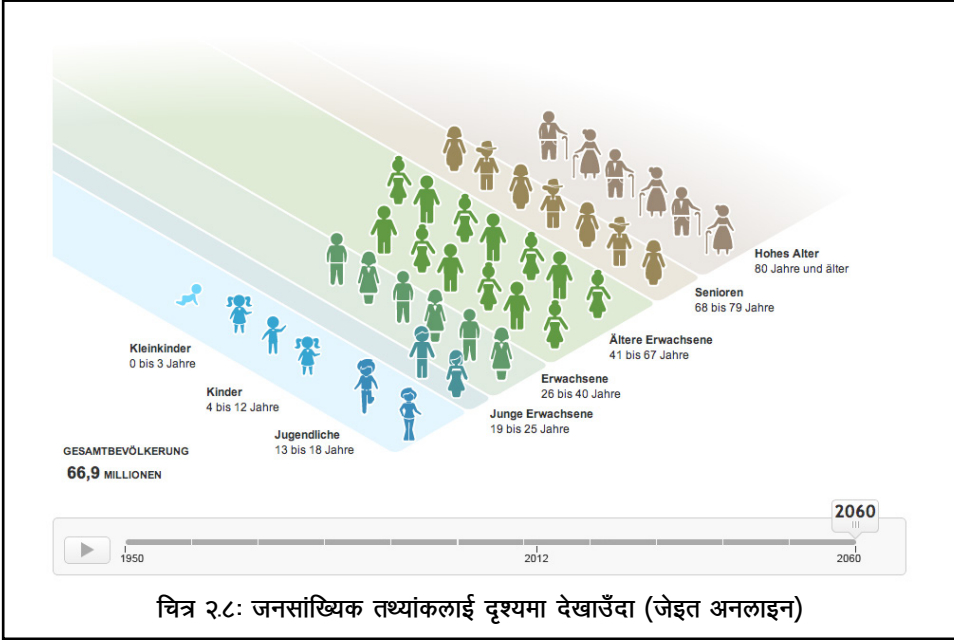 Hohes Alter
80 Jahre und älter
Senioren
68 bis 79 Jahre
Ältere Erwachsene
41 bis 67 Jahre
Erwachsene
26 bis 40 Jahre
Junge Erwachsene
19 bis 25 Jahre
Kleinkinder
0 bis 3 Jahre
Kinder
4 bis 12 Jahre
Jugendliche
13 bis 18 Jahre
GESAMTBEVÖLKERUNG
66,9 MILLIONEN
2060
1950
2012
2060
चित्र २.८: जनसांख्यिक तथ्यांकलाई दृश्यमा देखाउँदा (जेइत अनलाइन)